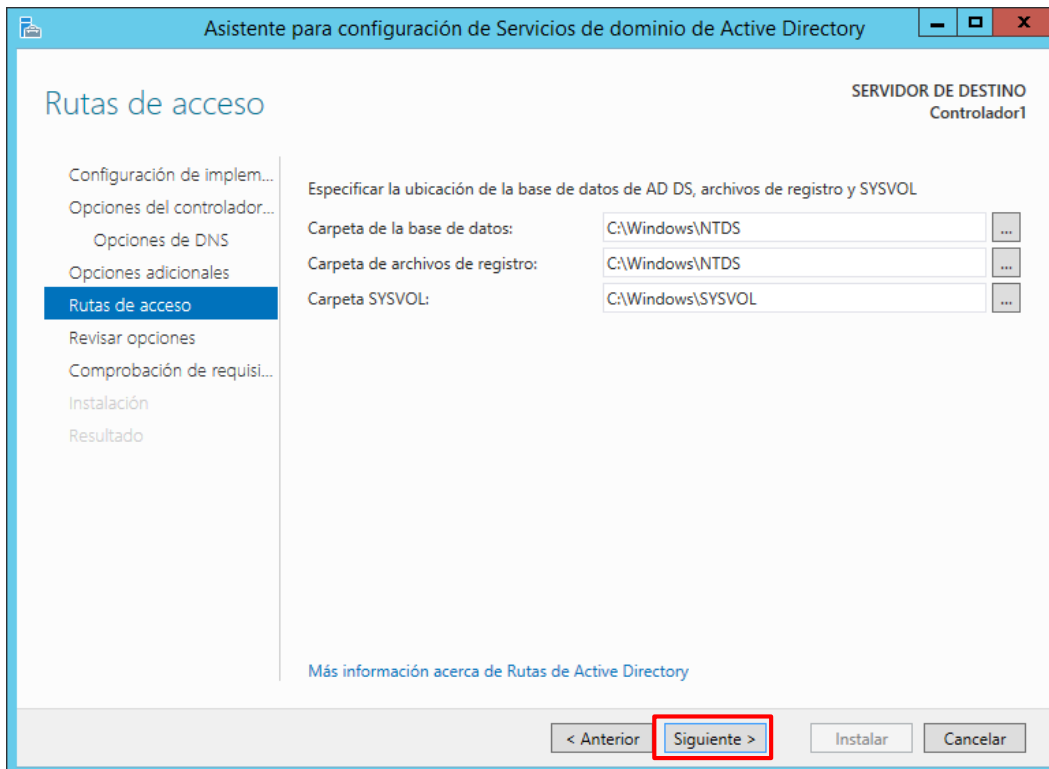 Asistente para configuración de Servicios de dominio de Active Directory
Rutas de acceso
SERVIDOR DE DESTINO
Controlador1
Configuración de implem...
Opciones del controlador...
Opciones de DNS
Opciones adicionales
Rutas de acceso
Revisar opciones
Comprobación de requisi...
Instalación
Resultado
Especificar la ubicación de la base de datos de AD DS, archivos de registro y SYSVOL
Carpeta de la base de datos: C:\Windows\NTDS ...
Carpeta de archivos de registro: C:\Windows\NTDS ...
Carpeta SYSVOL: C:\Windows\SYSVOL ...
Más información acerca de Rutas de Active Directory
< Anterior Siguiente > Instalar Cancelar